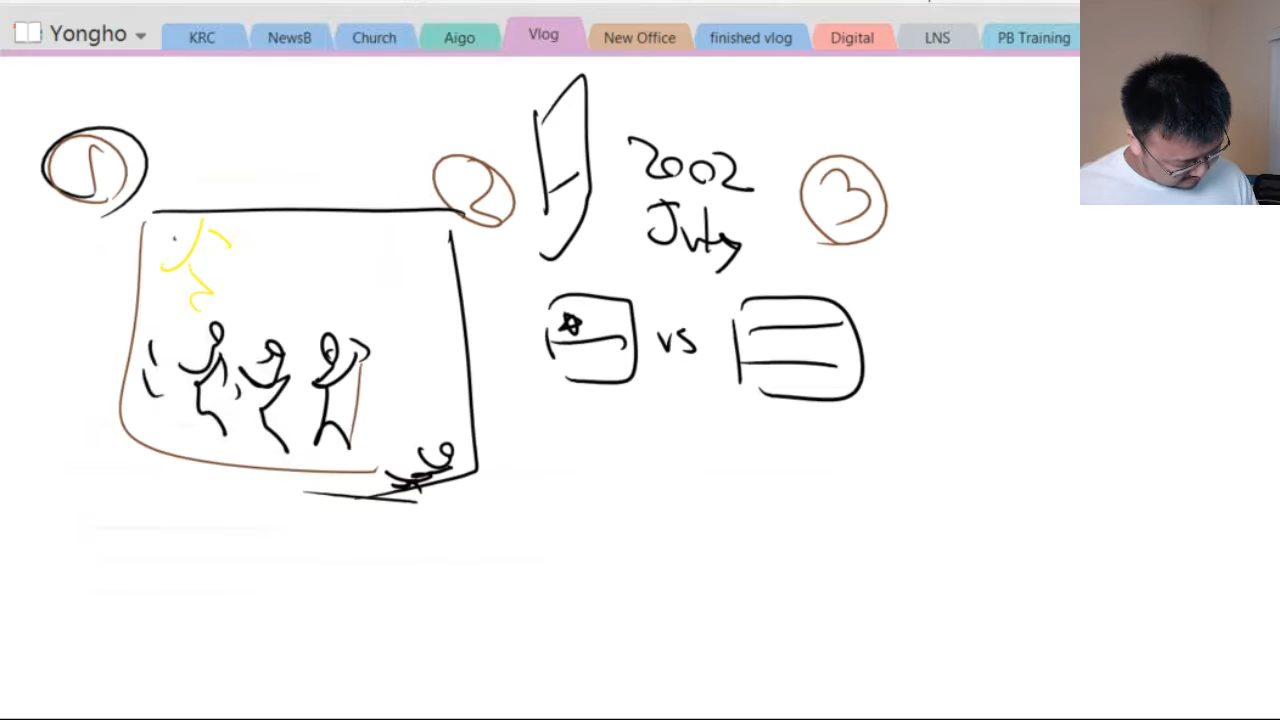 Yongho
KRC NewsB Church Aigo Vlog New Office finished vlog Digital LNS PB Training
1
2
2002
July
3
vs